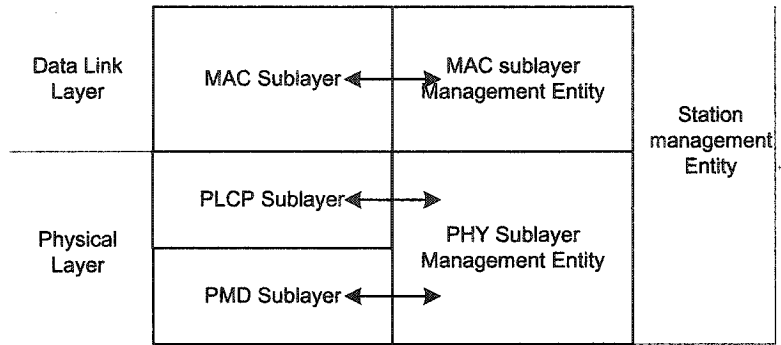 Data Link
Layer
MAC Sublayer
MAC sublayer
Management Entity
Station
management
Entity
PLCP Sublayer
Physical
Layer
PHY Sublayer
Management Entity
PMD Sublayer